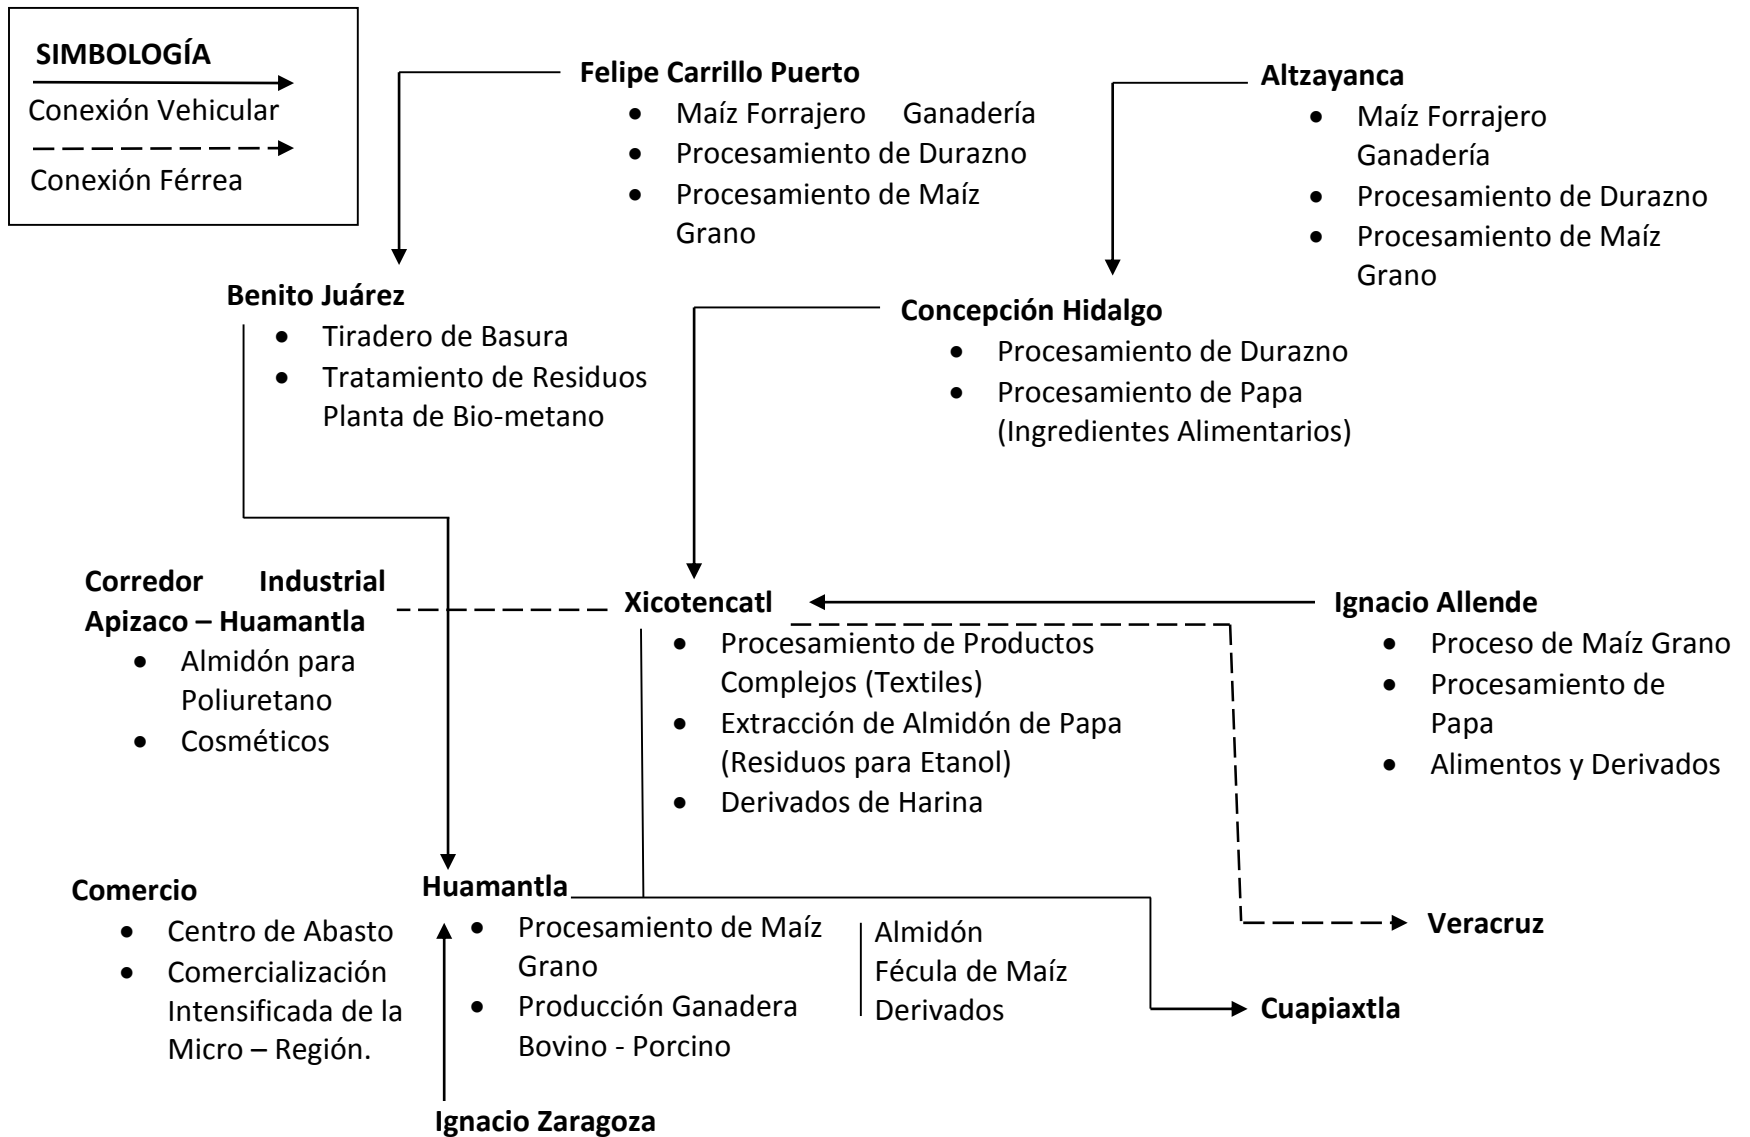 SIMBOLOGÍA
Conexión Vehicular
Conexión Férrea
Felipe Carrillo Puerto
• Maíz Forrajero Ganadería
• Procesamiento de Durazno
• Procesamiento de Maíz
Grano
Altzayanca
• Maíz Forrajero
Ganadería
• Procesamiento de Durazno
• Procesamiento de Maíz
Grano
Benito Juárez
• Tiradero de Basura
• Tratamiento de Residuos
Planta de Bio-metano
Concepción Hidalgo
• Procesamiento de Durazno
• Procesamiento de Papa
(Ingredientes Alimentarios)
Corredor Industrial
Apizaco – Huamantla
• Almidón para
Poliuretano
• Cosméticos
Xicotencatl
• Procesamiento de Productos
Complejos (Textiles)
• Extracción de Almidón de Papa
(Residuos para Etanol)
• Derivados de Harina
Ignacio Allende
• Proceso de Maíz Grano
• Procesamiento de
Papa
• Alimentos y Derivados
Comercio
• Centro de Abasto
• Comercialización
Intensificada de la
Micro – Región.
Huamantla
• Procesamiento de Maíz
Grano
• Producción Ganadera
Bovino - Porcino
Almidón
Fécula de Maíz
Derivados
Veracruz
Cuapiaxtla
Ignacio Zaragoza